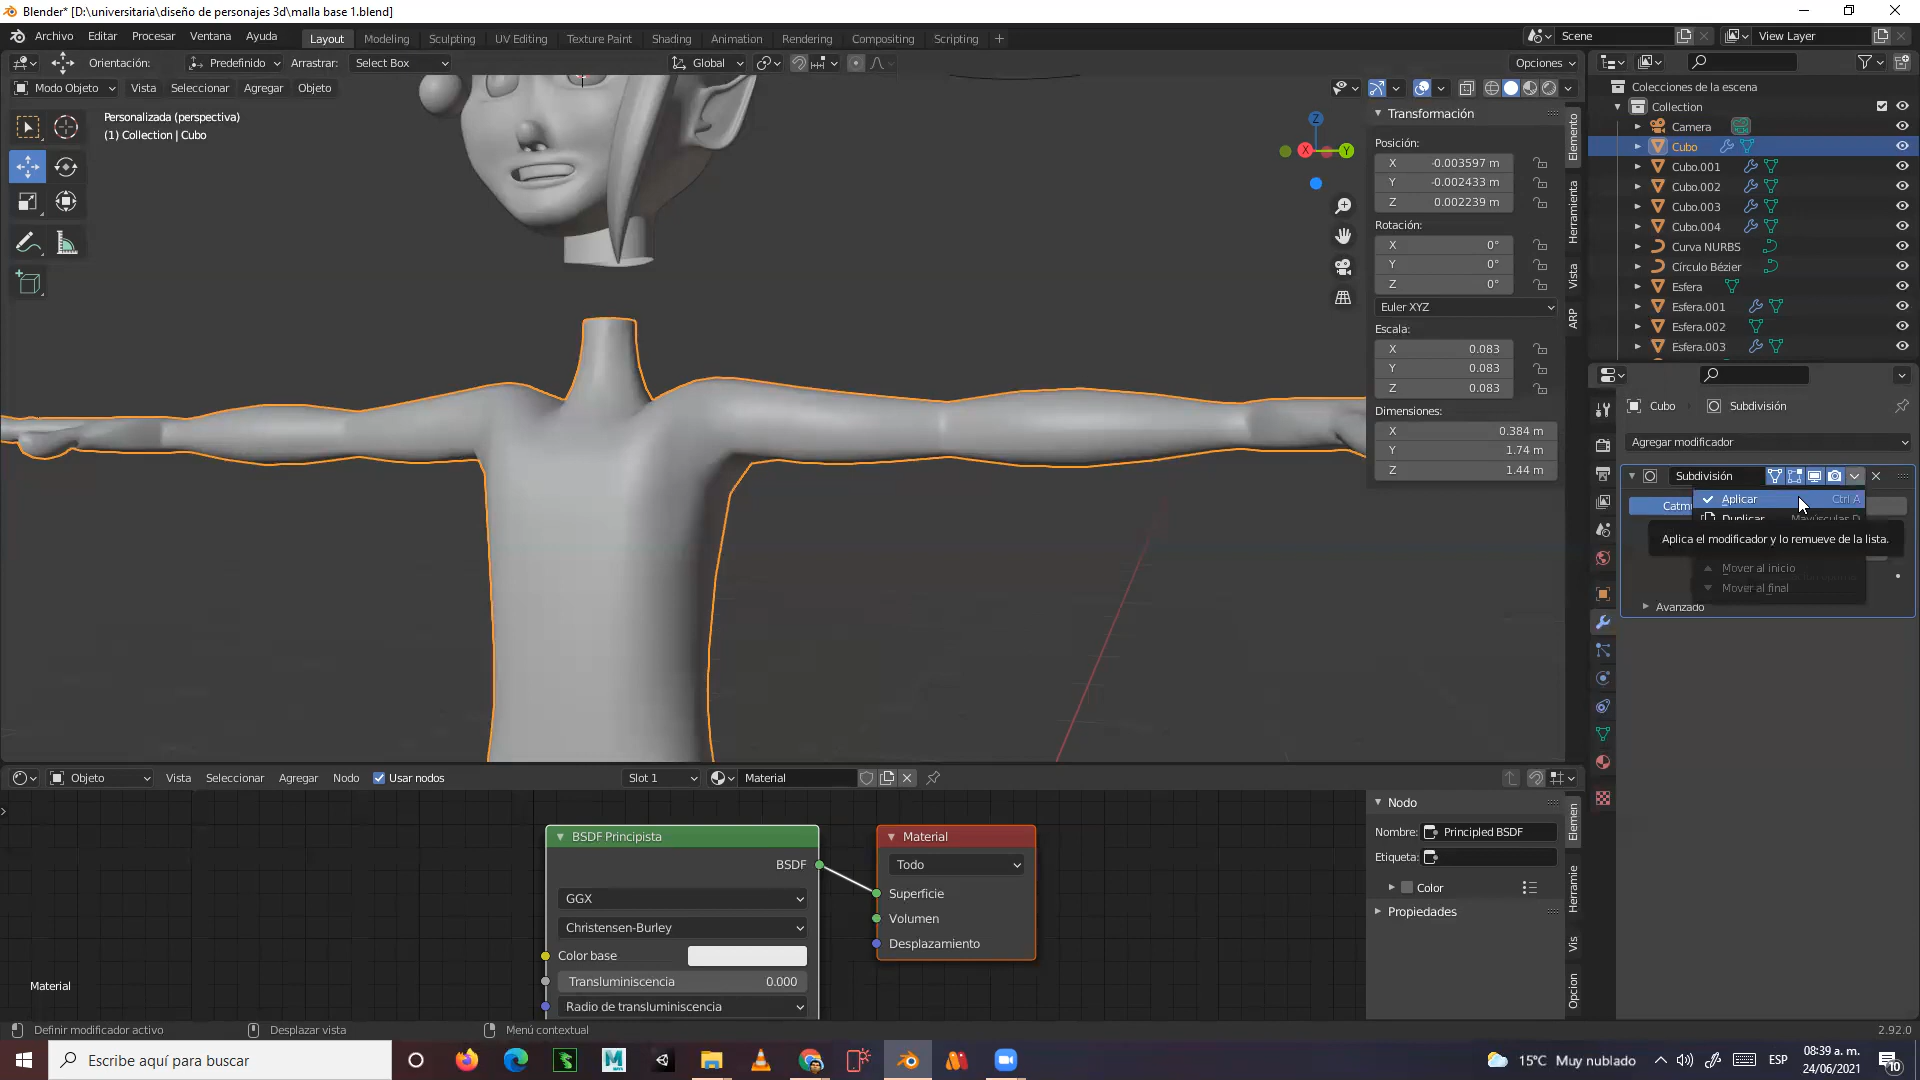 Blender* [D:\universitaria\diseño de personajes 3d\malla base 1.blend]
Archivo Editar Procesar Ventana Ayuda Layout Modeling Sculpting UV Editing Texture Paint Shading Animation Rendering Compositing Scripting + Scene View Layer
Orientación: Predefinido Arrastrar: Select Box Global Opciones
Modo Objeto Vista Seleccionar Agregar Objeto
Personalizada (perspectiva)
(1) Collection | Cubo
Z
X
Y
Transformación
Posición:
X -0.003597 m
Y -0.002433 m
Z 0.002239 m
Rotación:
X 0°
Y 0°
Z 0°
Euler XYZ
Escala:
X 0.083
Y 0.083
Z 0.083
Dimensiones:
X 0.384 m
Y 1.74 m
Z 1.44 m
Elemento
Herramienta
Vista
ARP
Colecciones de la escena
Collection
Camera
Cubo
Cubo.001
Cubo.002
Cubo.003
Cubo.004
Curva NURBS
Círculo Bézier
Esfera
Esfera.001
Esfera.002
Esfera.003
Cubo Subdivisión
Agregar modificador
Subdivisión
Catmu
Aplicar Ctrl A
Duplicar Mayúsculas D
Aplica el modificador y lo remueve de la lista.
Mover al inicio
Mover al final
Avanzado
Objeto Vista Seleccionar Agregar Nodo Usar nodos Slot 1 Material
BSDF Principista
BSDF
GGX
Christensen-Burley
Color base
Transluminiscencia 0.000
Radio de transluminiscencia
Material
Todo
Superficie
Volumen
Desplazamiento
Material
Nodo
Nombre: Principled BSDF
Etiqueta:
Color
Propiedades
Elemen
Herramie
Vis
Opcion
Definir modificador activo Desplazar vista Menú contextual 2.92.0
Escribe aquí para buscar
15°C Muy nublado
ESP
08:39 a. m.
24/06/2021
10